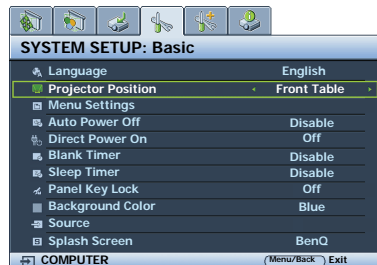 SYSTEM SETUP: Basic
Language English
Projector Position Front Table
Menu Settings
Auto Power Off Disable
Direct Power On Off
Blank Timer Disable
Sleep Timer Disable
Panel Key Lock Off
Background Color Blue
Source
Splash Screen BenQ
COMPUTER Menu/Back Exit